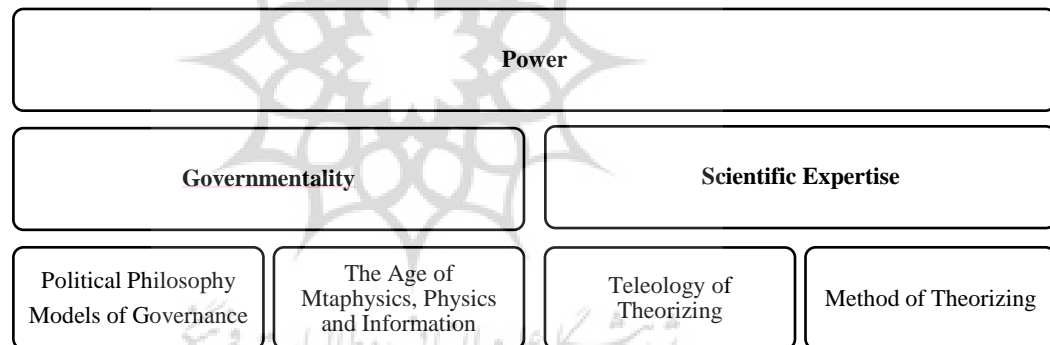 Power
Governmentality
Scientific Expertise
Political Philosophy
Models of Governance
The Age of
Mtaphysics, Physics
and Information
Teleology of
Theorizing
Method of Theorizing